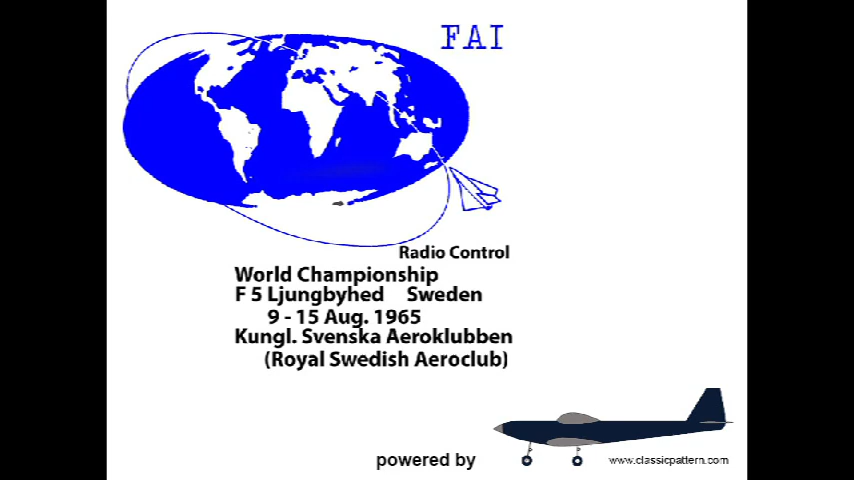 FAI
Radio Control
World Championship
F 5 Ljungbyhed Sweden
9 - 15 Aug. 1965
Kungl. Svenska Aeroklubben
(Royal Swedish Aeroclub)
powered by
www.classicpattern.com